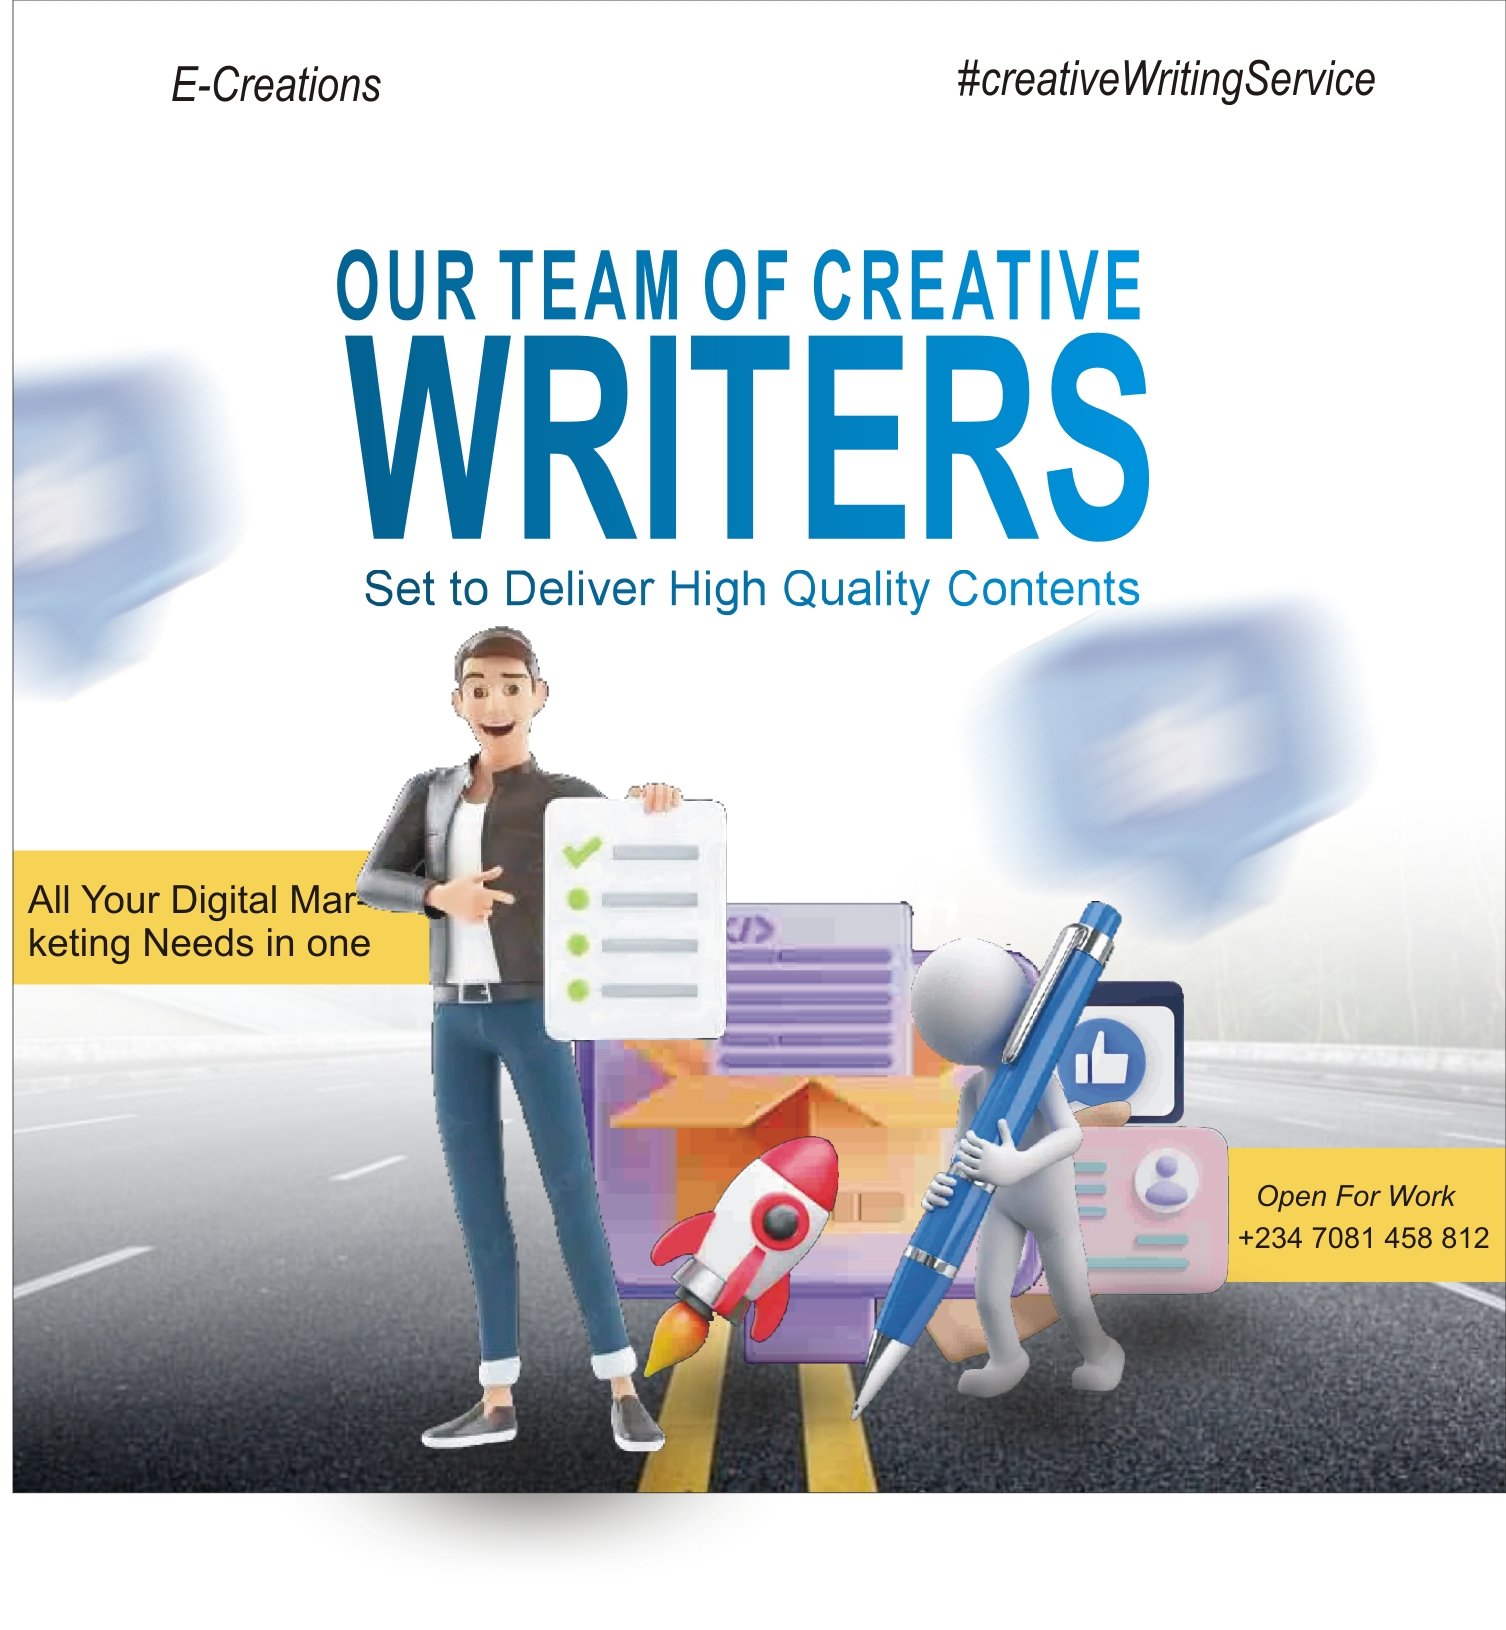 E-Creations
#creativeWritingService
OUR TEAM OF CREATIVE
WRITERS
Set to Deliver High Quality Contents
All Your Digital Mar-
keting Needs in one
</>
Open For Work
+234 7081 458 812